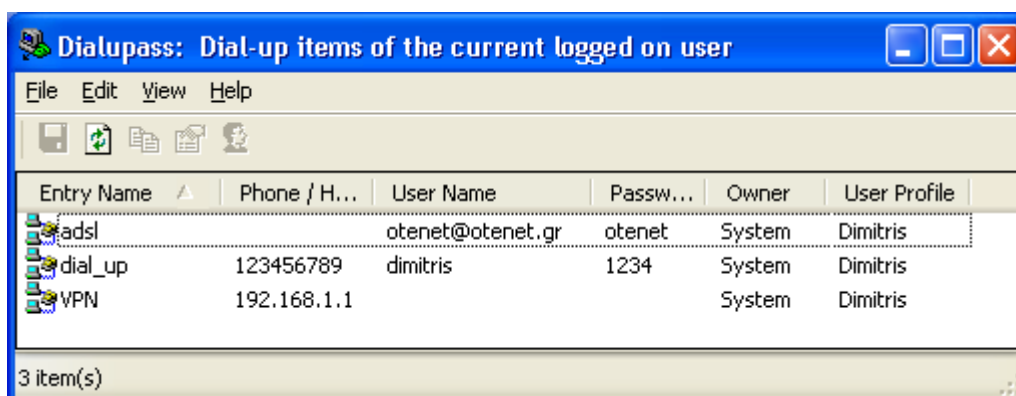 Dialupass:  Dial-up items of the current logged on user
File Edit View Help
Entry Name Phone / H... User Name Passw... Owner User Profile
adsl otenet@otenet.gr otenet System Dimitris
dial_up 123456789 dimitris 1234 System Dimitris
VPN 192.168.1.1 System Dimitris
3 item(s)